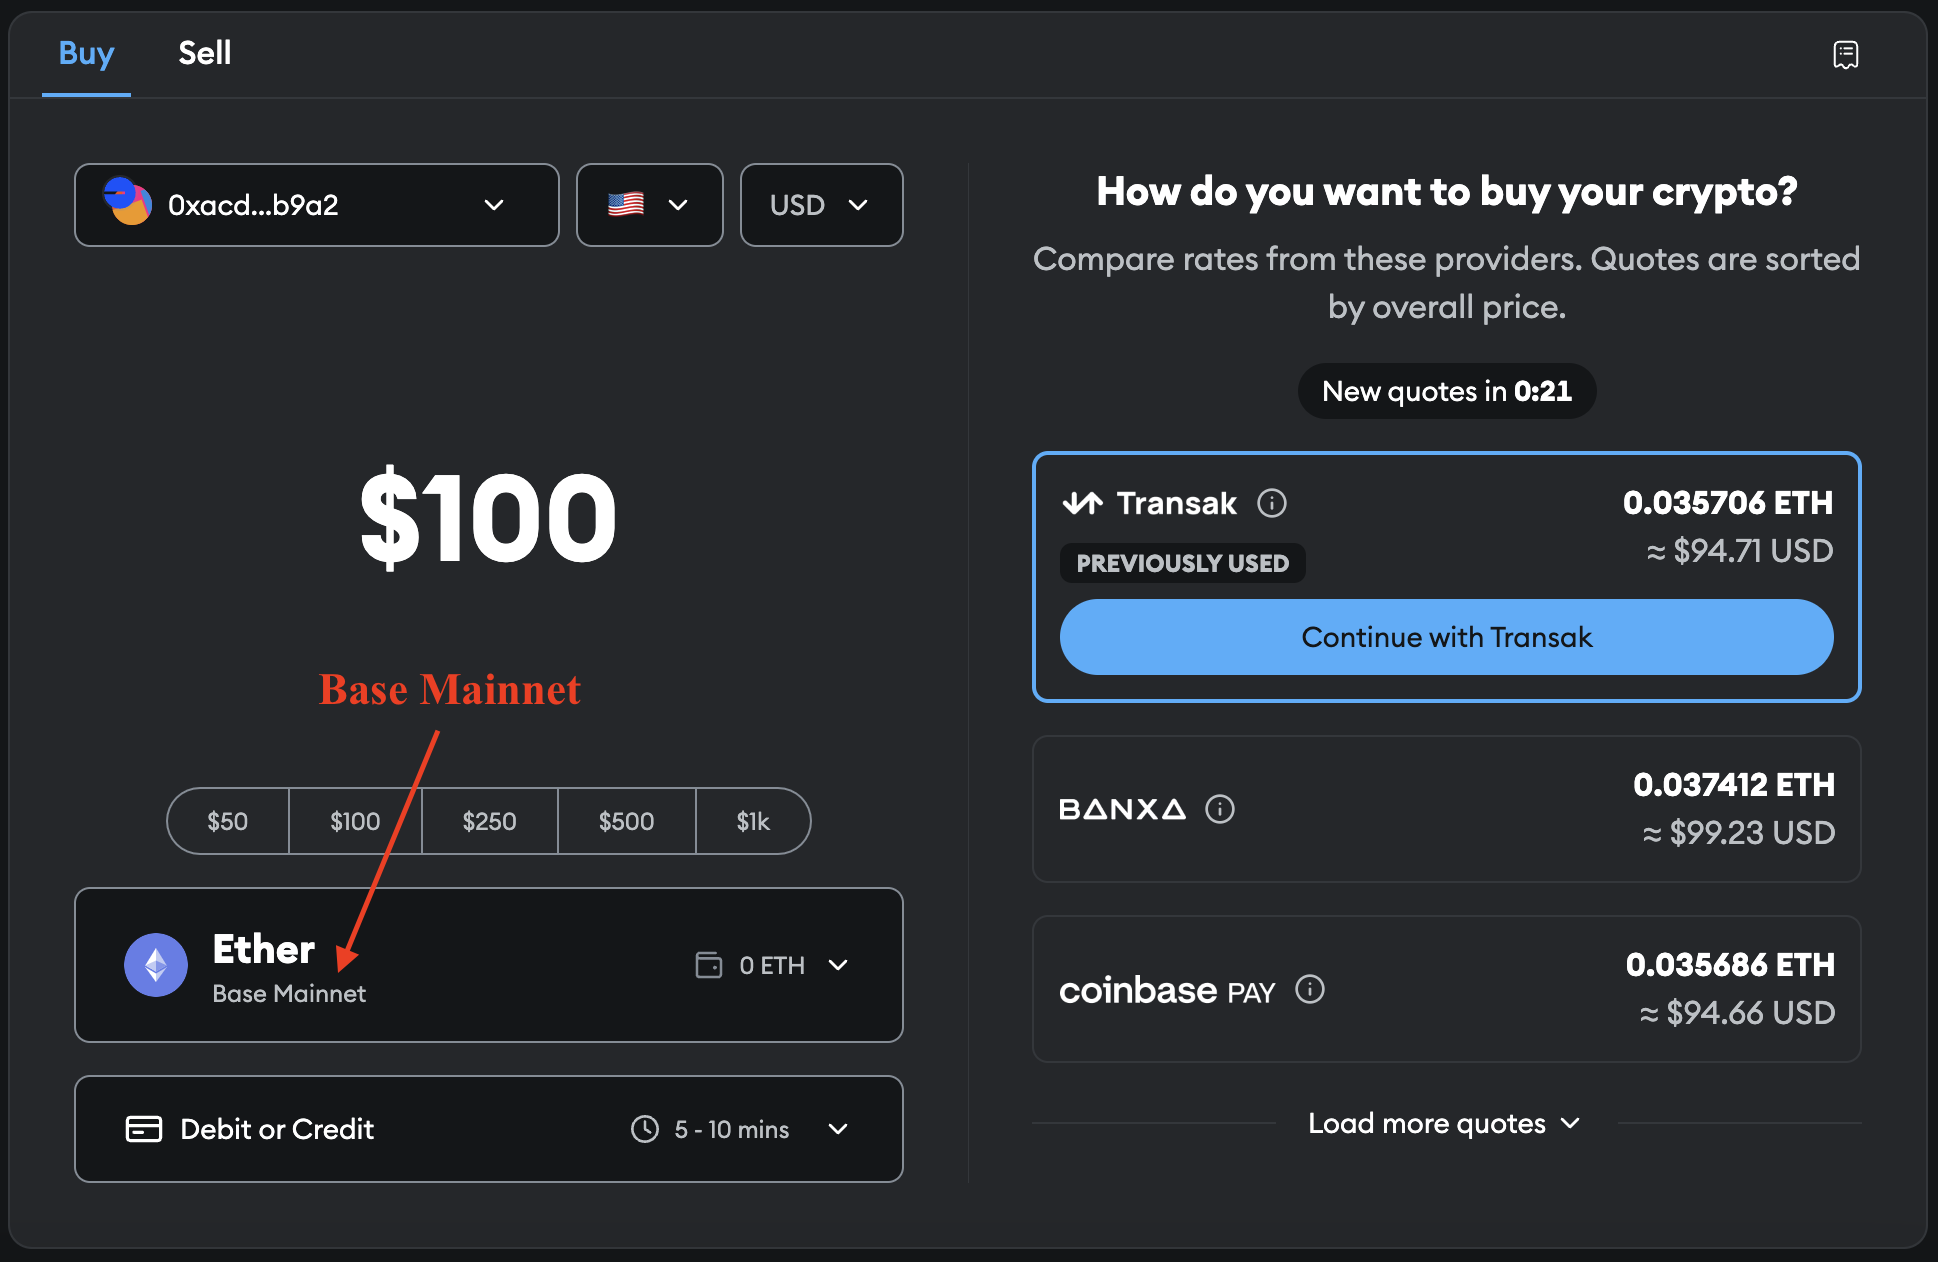 Buy
Sell
0xacd...b9a2
USD
$100
Base Mainnet
$50
$100
$250
$500
$1k
Ether
Base Mainnet
0 ETH
Debit or Credit
5 - 10 mins
How do you want to buy your crypto?
Compare rates from these providers. Quotes are sorted
by overall price.
New quotes in 0:21
Transak
0.035706 ETH
PREVIOUSLY USED
≈ $94.71 USD
Continue with Transak
BANXA
0.037412 ETH
≈ $99.23 USD
coinbase PAY
0.035686 ETH
≈ $94.66 USD
Load more quotes